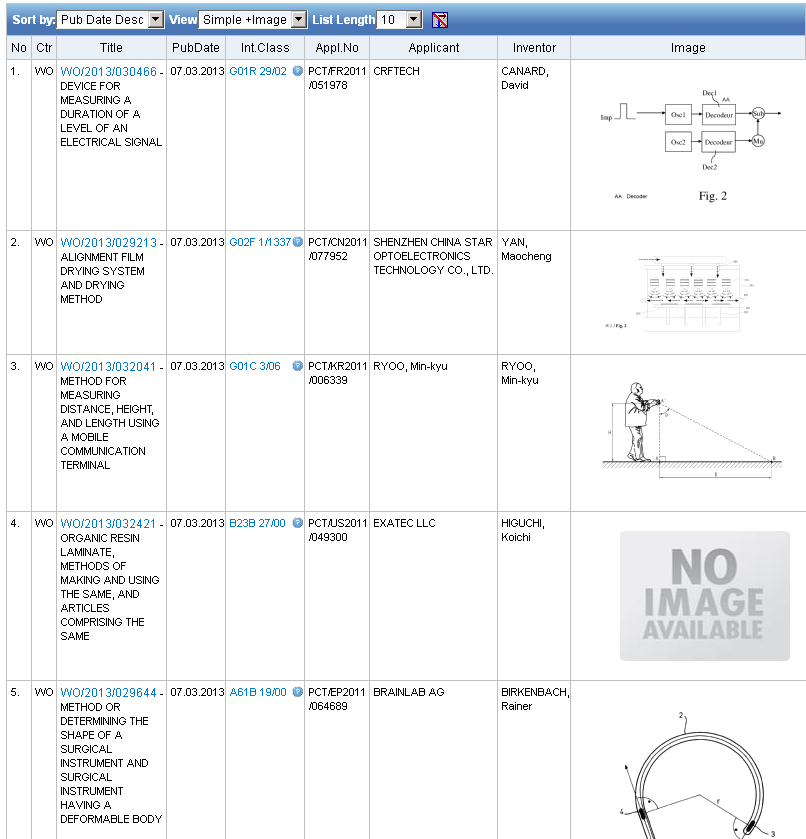 Sort by: Pub Date Desc View Simple +Image List Length 10
No Ctr Title PubDate Int.Class Appl.No Applicant Inventor Image
1. WO WO/2013/030466 - 07.03.2013 G01R 29/02 PCT/FR2011 CRFTECH CANARD,
DEVICE FOR /051978 David
MEASURING A
DURATION OF A
LEVEL OF AN
ELECTRICAL SIGNAL
Dec1
AA
Imp Osc1 Decodeur Sub
Osc2 Decodeur Mu
Dec2
AA Decoder Fig. 2
2. WO WO/2013/029213 - 07.03.2013 G02F 1/1337 PCT/CN2011 SHENZHEN CHINA STAR YAN,
ALIGNMENT FILM /077952 OPTOELECTRONICS Maocheng
DRYING SYSTEM TECHNOLOGY CO., LTD.
AND DRYING
METHOD
3. WO WO/2013/032041 - 07.03.2013 G01C 3/06 PCT/KR2011 RYOO, Min-kyu RYOO,
METHOD FOR /006339 Min-kyu
MEASURING
DISTANCE, HEIGHT,
AND LENGTH USING
A MOBILE
COMMUNICATION
TERMINAL
H
4. WO WO/2013/032421 - 07.03.2013 B23B 27/00 PCT/US2011 EXATEC LLC HIGUCHI,
ORGANIC RESIN /049300 Koichi
LAMINATE,
METHODS OF
MAKING AND USING
THE SAME, AND
ARTICLES
COMPRISING THE
SAME
NO
IMAGE
AVAILABLE
5. WO WO/2013/029644 - 07.03.2013 A61B 19/00 PCT/EP2011 BRAINLAB AG BIRKENBACH,
METHOD OR /064689 Rainer
DETERMINING THE
SHAPE OF A
SURGICAL
INSTRUMENT AND
SURGICAL
INSTRUMENT
HAVING A
DEFORMABLE BODY
2
r
4
3